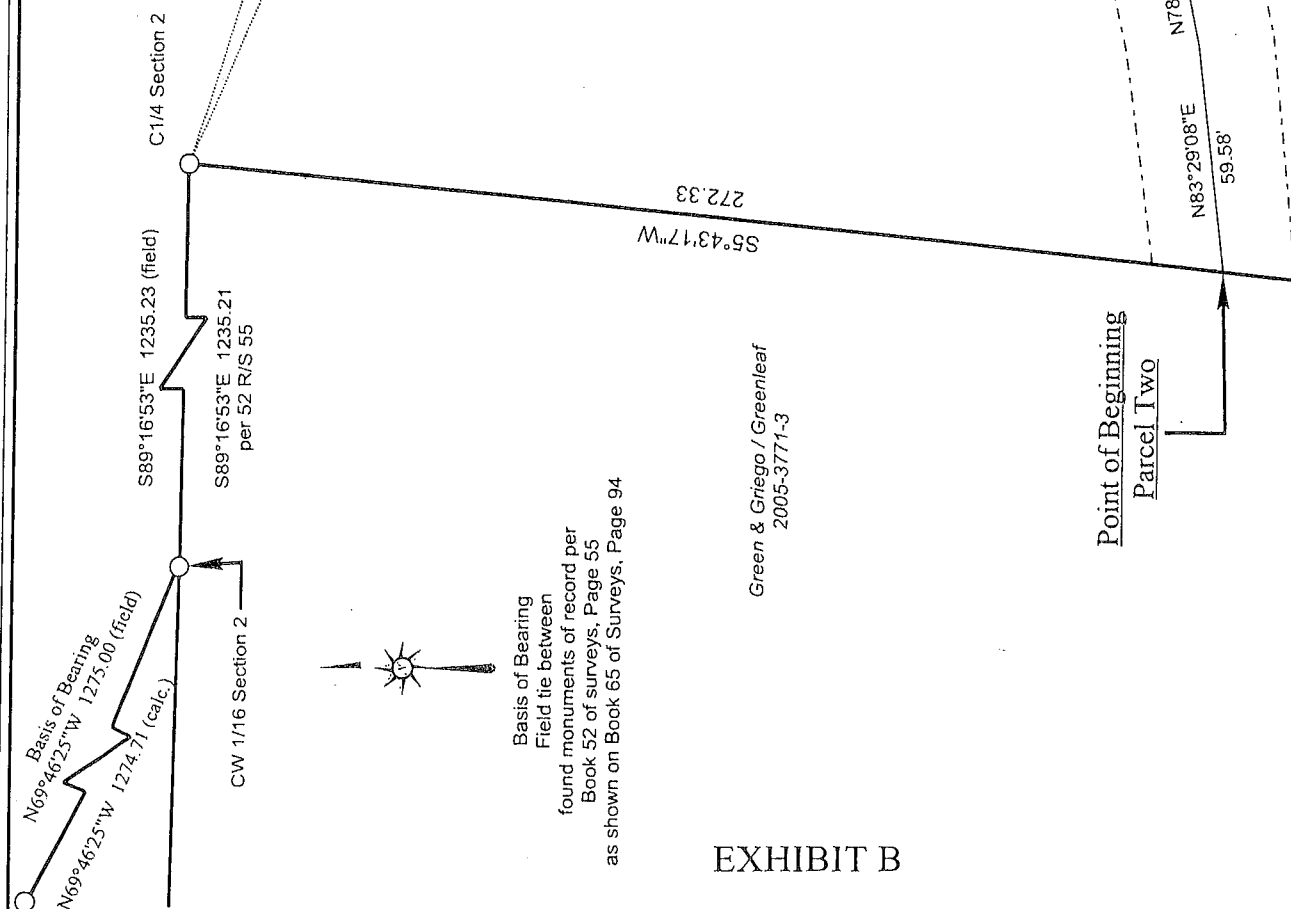 C1/4 Section 2
Basis of Bearing
N69°46'25"W 1275.00 (field)
N69°46'25"W 1274.71 (calc.)
S89°16'53"E 1235.23 (field)
S89°16'53"E 1235.21
per 52 R/S 55
CW 1/16 Section 2
S5°43'17"W
272.33
Basis of Bearing
Field tie between
found monuments of record per
Book 52 of surveys, Page 55
as shown on Book 65 of Surveys, Page 94
Green & Griego / Greenleaf
2005-3771-3
N83°29'08"E
59.58'
N78
Point of Beginning
Parcel Two
EXHIBIT B